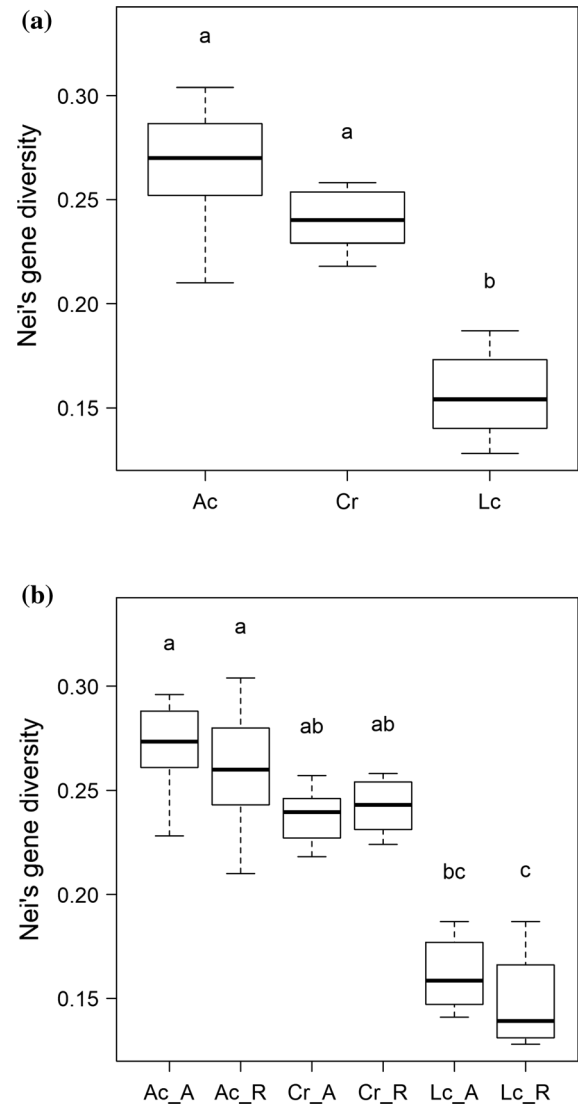 (a)
a
a
b
Nei's gene diversity
0.30
0.25
0.20
0.15
Ac Cr Lc
(b)
a a
ab ab
bc c
Nei's gene diversity
0.30
0.25
0.20
0.15
Ac_A Ac_R Cr_A Cr_R Lc_A Lc_R